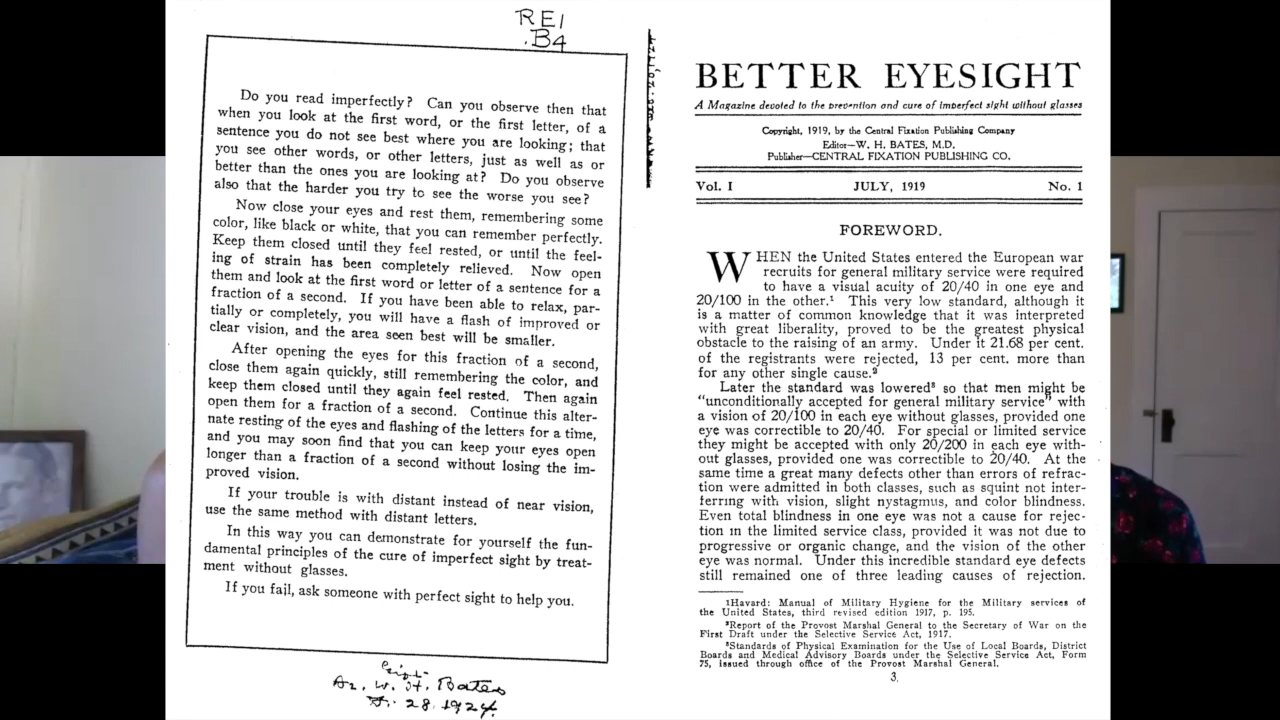 RE1
.B4
Do you read imperfectly? Can you observe then that
when you look at the first word, or the first letter, of a
sentence you do not see best where you are looking; that
you see other words, or other letters, just as well as or
better than the ones you are looking at? Do you observe
also that the harder you try to see the worse you see?
Now close your eyes and rest them, remembering some
color, like black or white, that you can remember perfectly.
Keep them closed until they feel rested, or until the feel-
ing of strain has been completely relieved. Now open
them and look at the first word or letter of a sentence for a
fraction of a second. If you have been able to relax, par-
tially or completely, you will have a flash of improved or
clear vision, and the area seen best will be smaller.
After opening the eyes for this fraction of a second,
close them again quickly, still remembering the color, and
keep them closed until they again feel rested. Then again
open them for a fraction of a second. Continue this alter-
nate resting of the eyes and flashing of the letters for a time,
and you may soon find that you can keep your eyes open
longer than a fraction of a second without losing the im-
proved vision.
If your trouble is with distant instead of near vision,
use the same method with distant letters.
In this way you can demonstrate for yourself the fun-
damental principles of the cure of imperfect sight by treat-
ment without glasses.
If you fail, ask someone with perfect sight to help you.
Dr. W. H. Bates
28. 1924.
BETTER EYESIGHT
A Magazine devoted to the prevention and cure of imperfect sight without glasses
Copyright, 1919, by the Central Fixation Publishing Company
Editor—W. H. BATES, M.D.
Publisher—CENTRAL FIXATION PUBLISHING CO.
Vol. I JULY, 1919 No. 1
FOREWORD.
WHEN the United States entered the European war
recruits for general military service were required
to have a visual acuity of 20/40 in one eye and
20/100 in the other.¹ This very low standard, although it
is a matter of common knowledge that it was interpreted
with great liberality, proved to be the greatest physical
obstacle to the raising of an army. Under it 21.68 per cent.
of the registrants were rejected, 13 per cent. more than
for any other single cause.²
Later the standard was lowered³ so that men might be
"unconditionally accepted for general military service" with
a vision of 20/100 in each eye without glasses, provided one
eye was correctible to 20/40. For special or limited service
they might be accepted with only 20/200 in each eye with-
out glasses, provided one was correctible to 20/40. At the
same time a great many defects other than errors of refrac-
tion were admitted in both classes, such as squint not inter-
ferring with vision, slight nystagmus, and color blindness.
Even total blindness in one eye was not a cause for rejec-
tion in the limited service class, provided it was not due to
progressive or organic change, and the vision of the other
eye was normal. Under this incredible standard eye defects
still remained one of three leading causes of rejection.
¹Havard: Manual of Military Hygiene for the Military services of
the United States, third revised edition 1917, p. 195.
²Report of the Provost Marshal General to the Secretary of War on the
First Draft under the Selective Service Act, 1917.
³Standards of Physical Examination for the Use of Local Boards, District
Boards and Medical Advisory Boards under the Selective Service Act, Form
75, issued through office of the Provost Marshal General.
3.